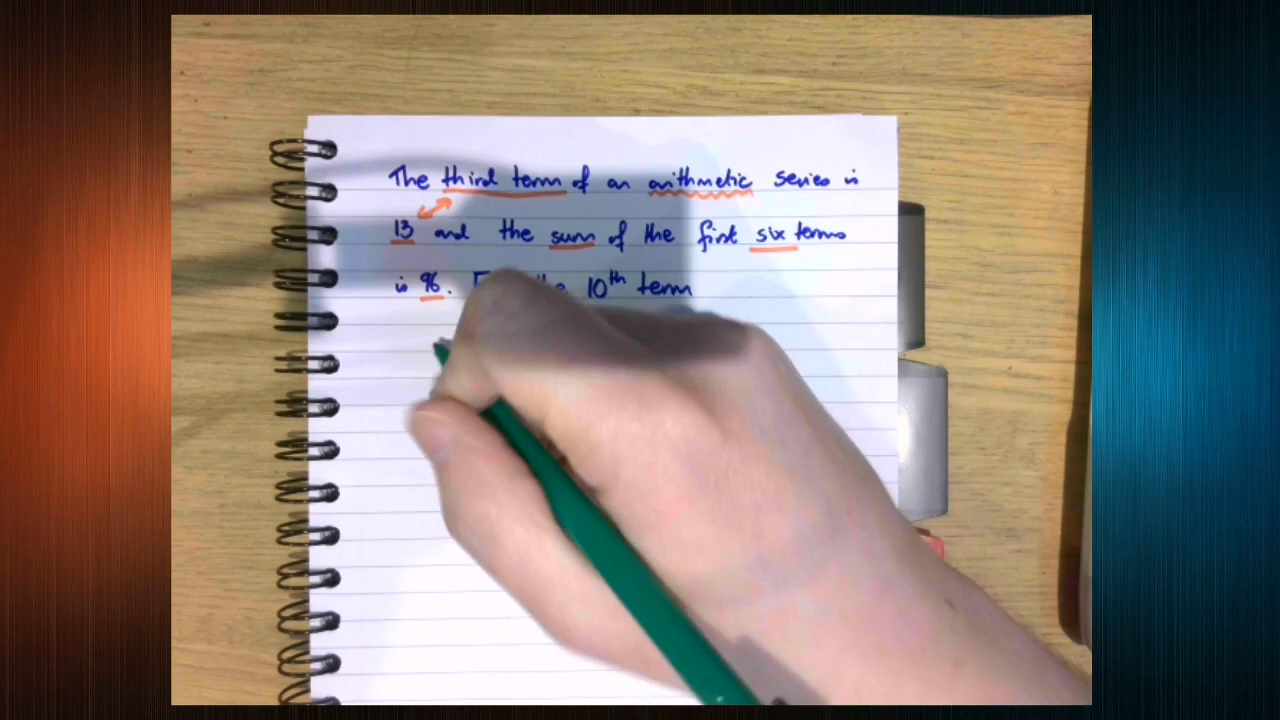 The third term of an arithmetic series is
13 and the sum of the first six terms
is 96. 10th term